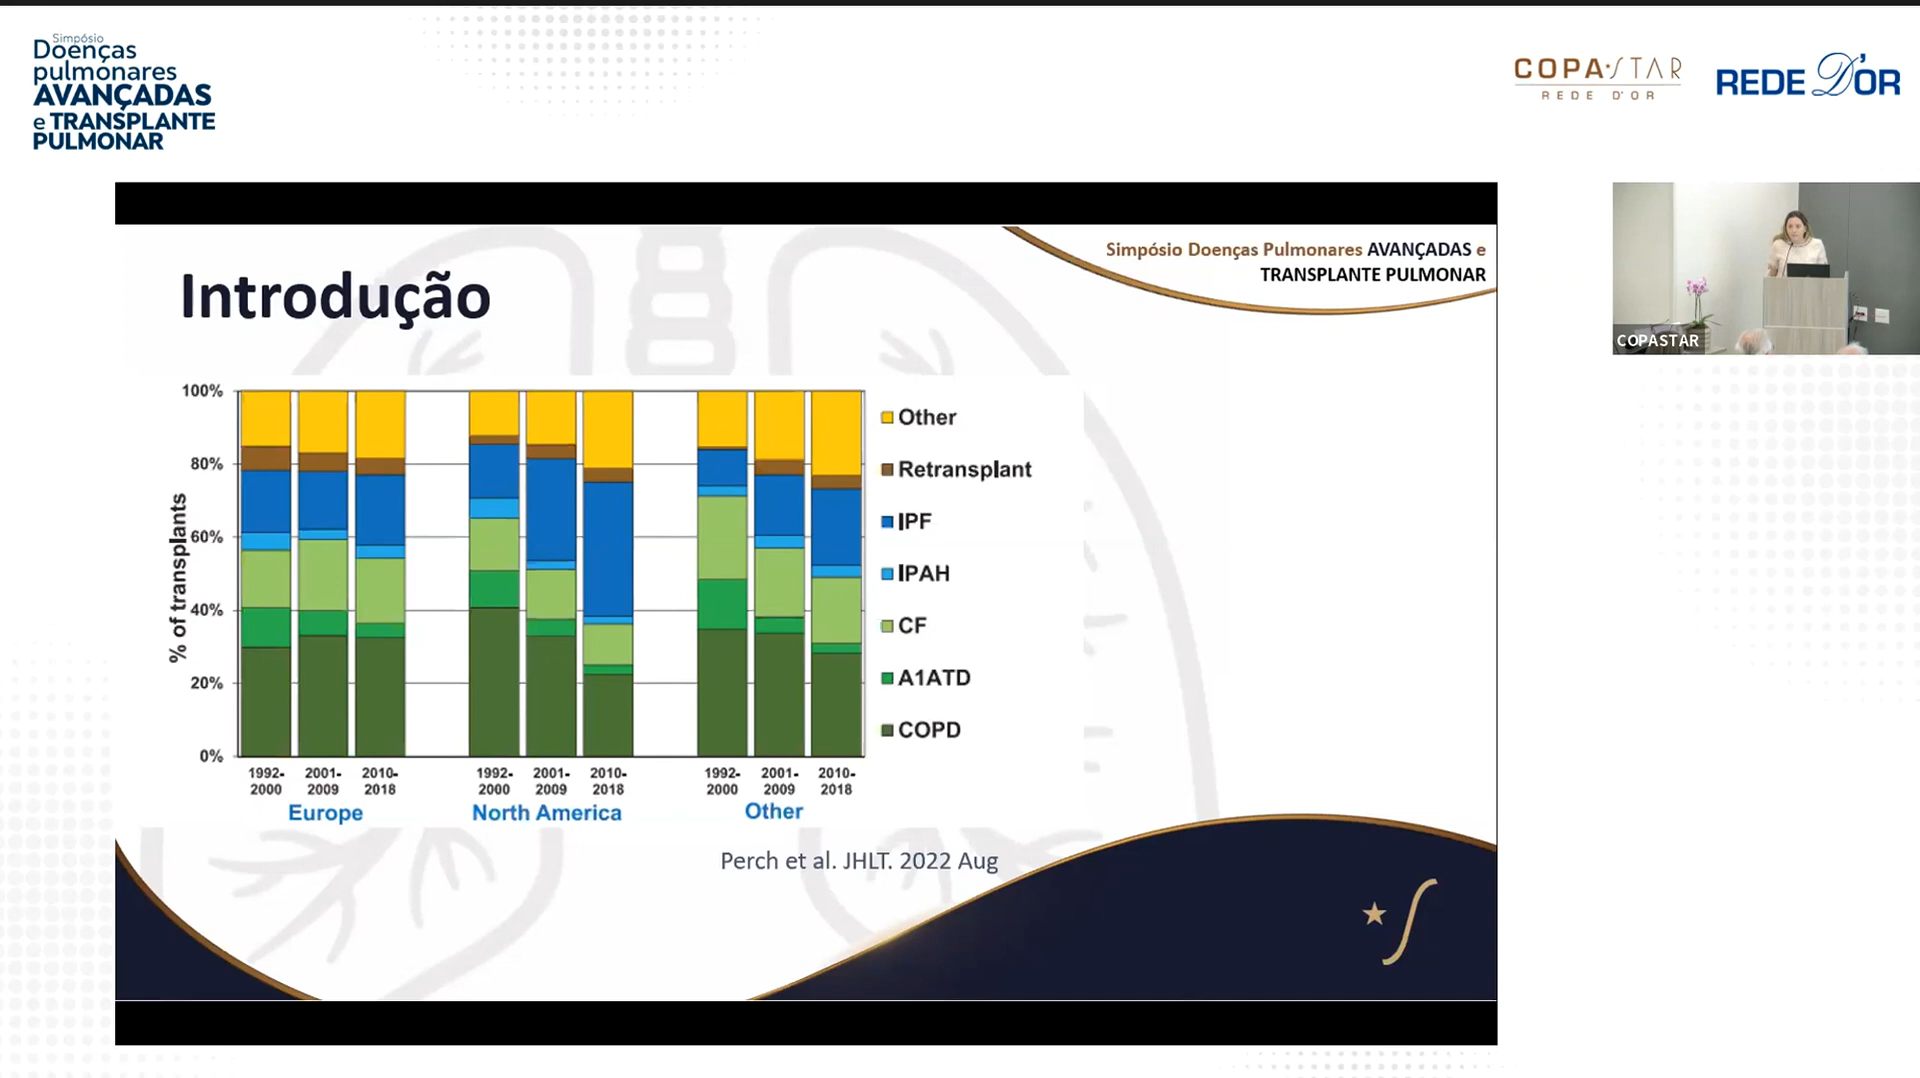 Simpósio
Doenças
pulmonares
AVANÇADAS
e TRANSPLANTE
PULMONAR
COPA STAR
REDE D'OR
REDE D'OR
Simpósio Doenças Pulmonares AVANÇADAS e
TRANSPLANTE PULMONAR
Introdução
COPASTAR
% of transplants
100%
80%
60%
40%
20%
0%
1992-
2000
2001-
2009
2010-
2018
Europe
1992-
2000
2001-
2009
2010-
2018
North America
1992-
2000
2001-
2009
2010-
2018
Other
Other
Retransplant
IPF
IPAH
CF
A1ATD
COPD
Perch et al. JHLT. 2022 Aug